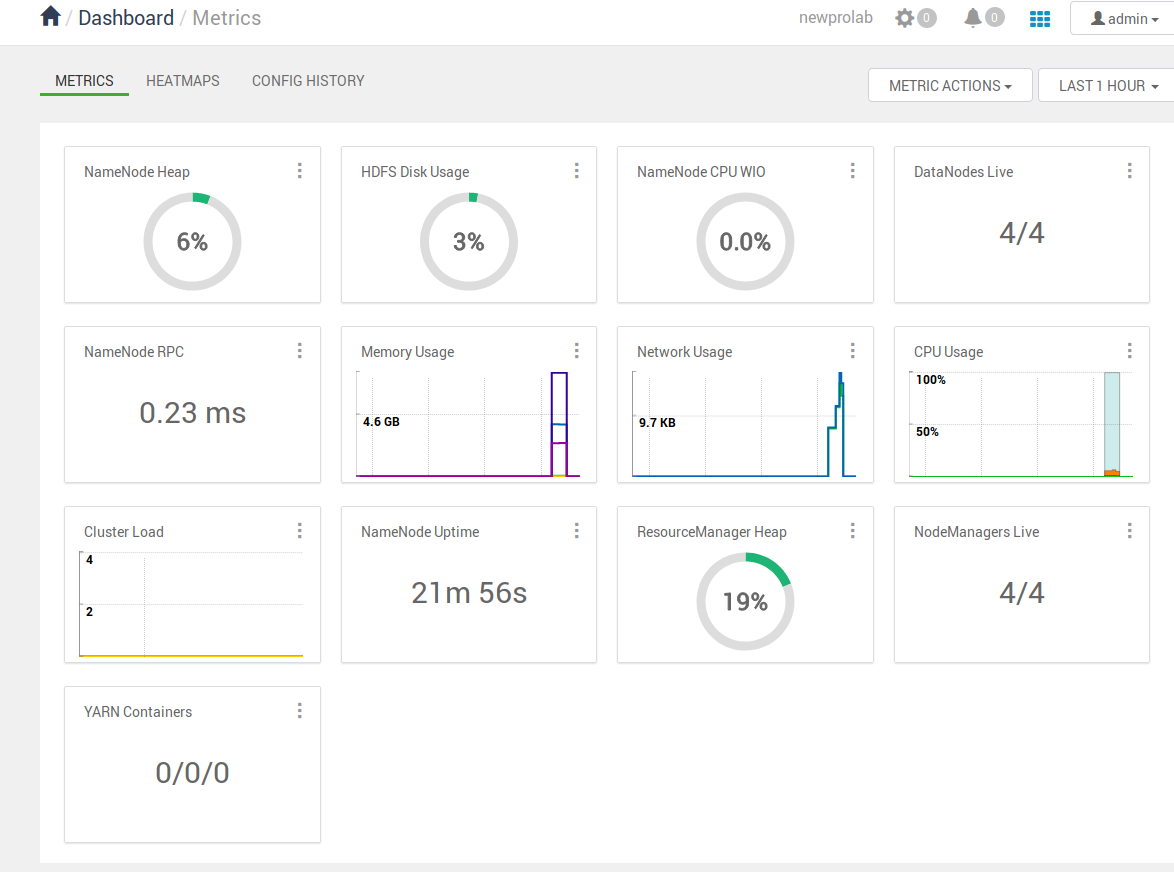 / Dashboard / Metrics
newprolab
0
0
admin
METRICS
HEATMAPS
CONFIG HISTORY
METRIC ACTIONS
LAST 1 HOUR
NameNode Heap
6%
HDFS Disk Usage
3%
NameNode CPU WIO
0.0%
DataNodes Live
4/4
NameNode RPC
0.23 ms
Memory Usage
4.6 GB
Network Usage
9.7 KB
CPU Usage
100%
50%
Cluster Load
4
2
NameNode Uptime
21m 56s
ResourceManager Heap
19%
NodeManagers Live
4/4
YARN Containers
0/0/0